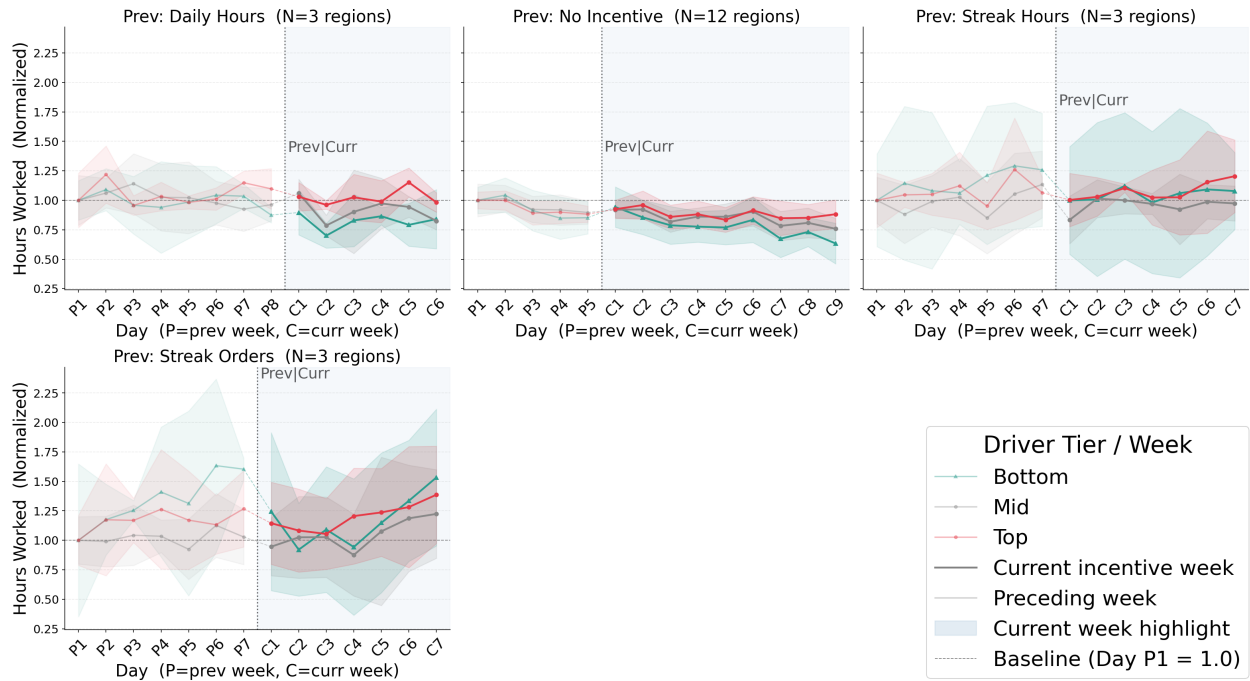 Prev: Daily Hours  (N=3 regions)
Prev: No Incentive  (N=12 regions)
Prev: Streak Hours  (N=3 regions)
Hours Worked  (Normalized)
2.25
2.00
1.75
1.50
1.25
1.00
0.75
0.50
0.25
Prev|Curr
Prev|Curr
Prev|Curr
P1 P2 P3 P4 P5 P6 P7 P8 C1 C2 C3 C4 C5 C6
P1 P2 P3 P4 P5 C1 C2 C3 C4 C5 C6 C7 C8 C9
P1 P2 P3 P4 P5 P6 P7 C1 C2 C3 C4 C5 C6 C7
Day  (P=prev week, C=curr week)
Day  (P=prev week, C=curr week)
Day  (P=prev week, C=curr week)
Prev: Streak Orders  (N=3 regions)
Hours Worked  (Normalized)
2.25
2.00
1.75
1.50
1.25
1.00
0.75
0.50
0.25
Prev|Curr
P1 P2 P3 P4 P5 P6 P7 C1 C2 C3 C4 C5 C6 C7
Day  (P=prev week, C=curr week)
Driver Tier / Week
Bottom
Mid
Top
Current incentive week
Preceding week
Current week highlight
Baseline (Day P1 = 1.0)